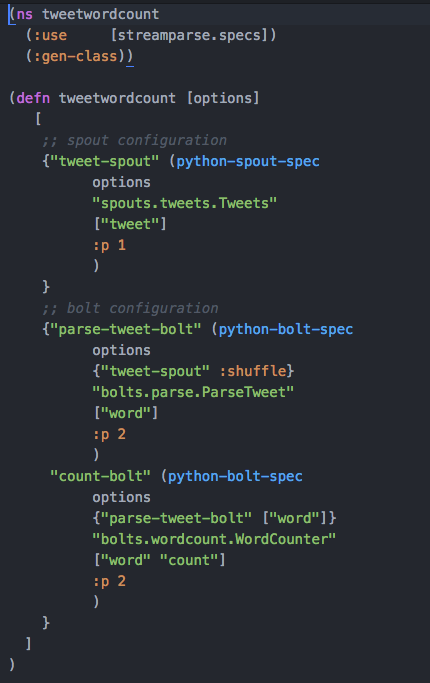 (ns tweetwordcount
  (:use     [streamparse.specs])
  (:gen-class))

(defn tweetwordcount [options]
   [
    ;; spout configuration
    {"tweet-spout" (python-spout-spec
          options
          "spouts.tweets.Tweets"
          ["tweet"]
          :p 1
          )
    }
    ;; bolt configuration
    {"parse-tweet-bolt" (python-bolt-spec
          options
          {"tweet-spout" :shuffle}
          "bolts.parse.ParseTweet"
          ["word"]
          :p 2
          )
     "count-bolt" (python-bolt-spec
          options
          {"parse-tweet-bolt" ["word"]}
          "bolts.wordcount.WordCounter"
          ["word" "count"]
          :p 2
          )
    }
  ]
)